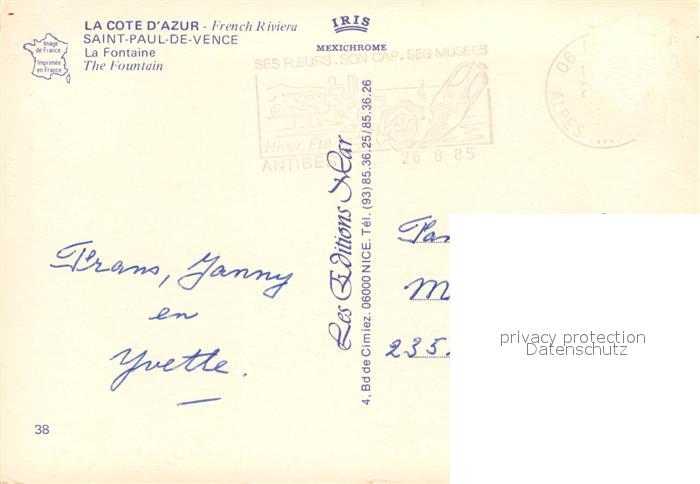 LA COTE D'AZUR - French Riviera
SAINT-PAUL-DE-VENCE
La Fontaine
The Fountain
Image de France
Imprimée en France
IRIS
MEXICHROME
SES FLEURS. SON CAP. SES MUSEES
Hiver, Eté
ANTIBES
26 8 85
06
ALPES
Les Editions Mar
4, Bd de Cimiez. 06000 NICE. Tél. (93) 85.36.25/85.36.26
Frans, Janny
en
Yvette.
M
235
privacy protection
Datenschutz
38